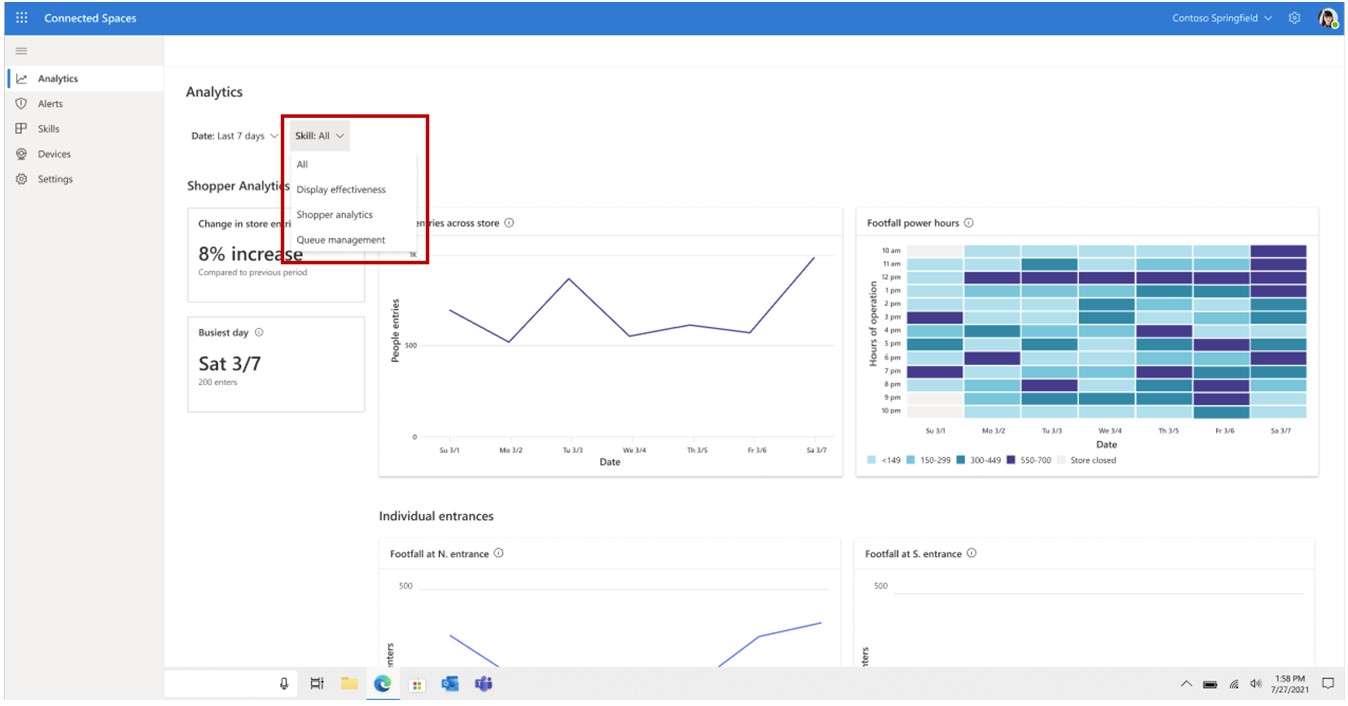 Connected Spaces
Contoso Springfield
Analytics
Alerts
Skills
Devices
Settings
Analytics
Date: Last 7 days
Skill: All
All
Display effectiveness
Shopper analytics
Queue management
Shopper Analytics
Change in store entri
8% increase
Compared to previous period
Busiest day
Sat 3/7
200 enters
entries across store
1K
500
0
People entries
Su 3/1 Mo 3/2 Tu 3/3 We 3/4 Th 3/5 Fr 3/6 Sa 3/7
Date
Footfall power hours
Hours of operation
10 am
11 am
12 pm
1 pm
2 pm
3 pm
4 pm
5 pm
6 pm
7 pm
8 pm
9 pm
10 pm
Su 3/1 Mo 3/2 Tu 3/3 We 3/4 Th 3/5 Fr 3/6 Sa 3/7
Date
<149 150-299 300-449 550-700 Store closed
Individual entrances
Footfall at N. entrance
500
Footfall at S. entrance
500
1:58 PM
7/27/2021